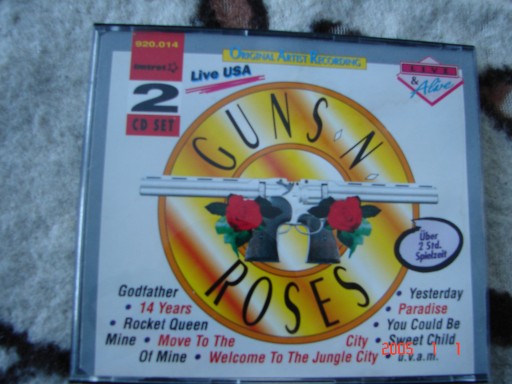 820.014
ORIGINAL ARTIST RECORDING
Live USA
LIVE
&
Alive
2
CD SET
GUNS N
ROSES
Über
2 Std.
Spielzeit
Godfather • Yesterday
• 14 Years • Paradise
• Rocket Queen • You Could Be
Mine • Move To The City • Sweet Child
Of Mine • Welcome To The Jungle City • u.v.a.m.
2005. 1. 1